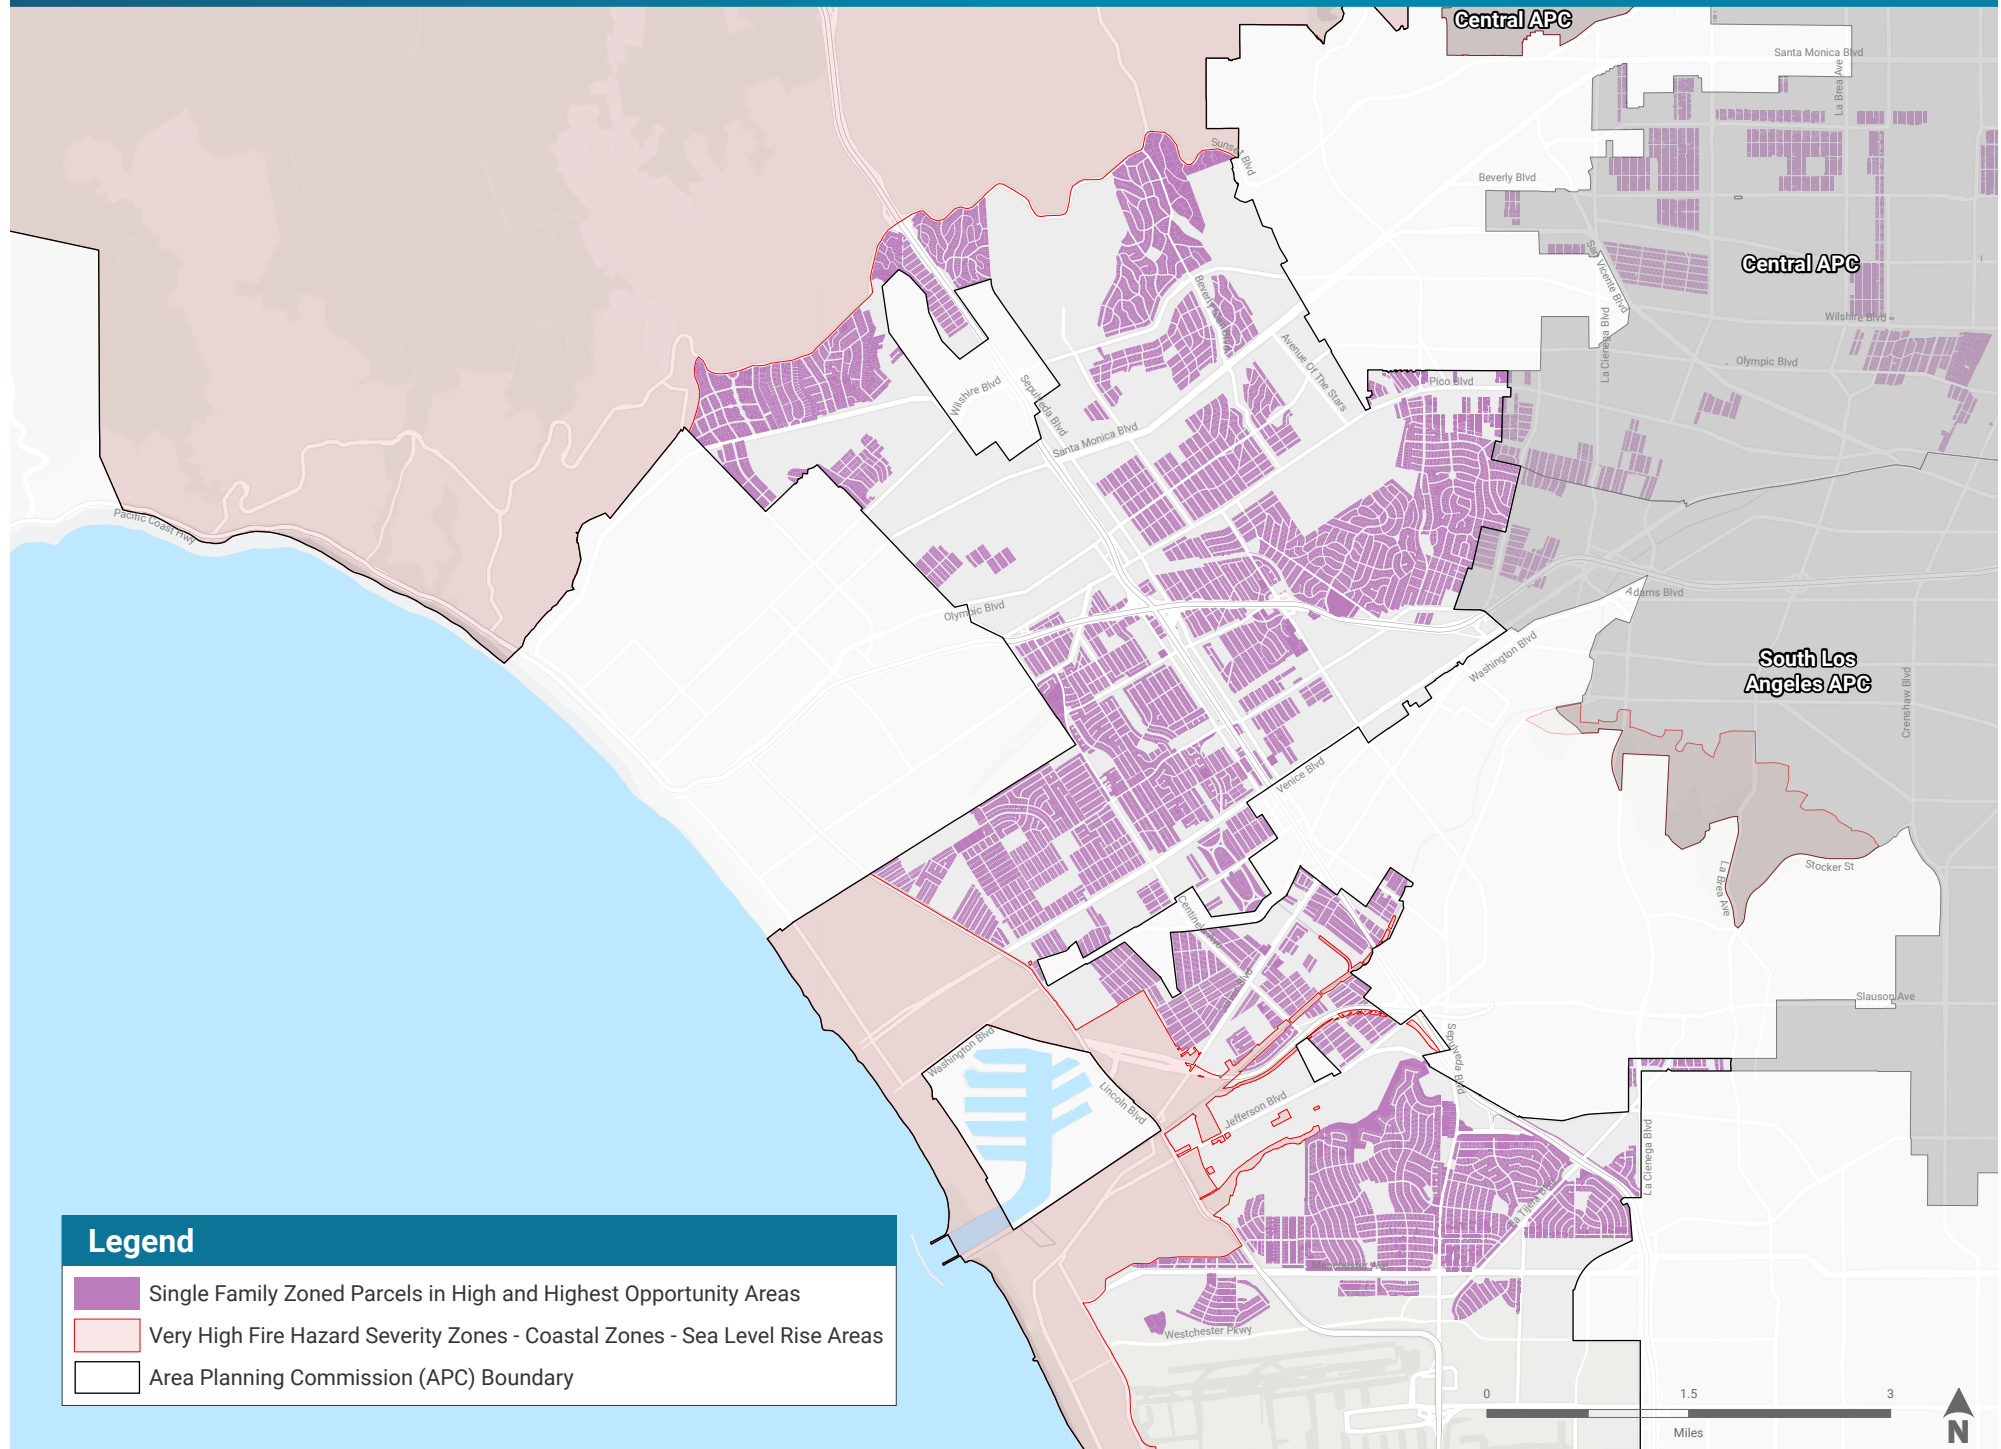 Central APC
Santa Monica Blvd
La Brea Ave
Sunset Blvd
Beverly Blvd
San Vicente Blvd
Central APC
La Cienega Blvd
Wilshire Blvd
Olympic Blvd
Avenue Of The Stars
Pico Blvd
Wilshire Blvd
Sepulveda Blvd
Santa Monica Blvd
Pacific Coast Hwy
Olympic Blvd
Adams Blvd
Washington Blvd
South Los
Angeles APC
Crenshaw Blvd
Venice Blvd
Stocker St
La Brea Ave
Slauson Ave
Washington Blvd
Lincoln Blvd
Sepulveda Blvd
Jefferson Blvd
La Cienega Blvd
La Tijera Blvd
Manchester Ave
Westchester Pkwy
Legend
Single Family Zoned Parcels in High and Highest Opportunity Areas
Very High Fire Hazard Severity Zones - Coastal Zones - Sea Level Rise Areas
Area Planning Commission (APC) Boundary
0 1.5 3
Miles
N